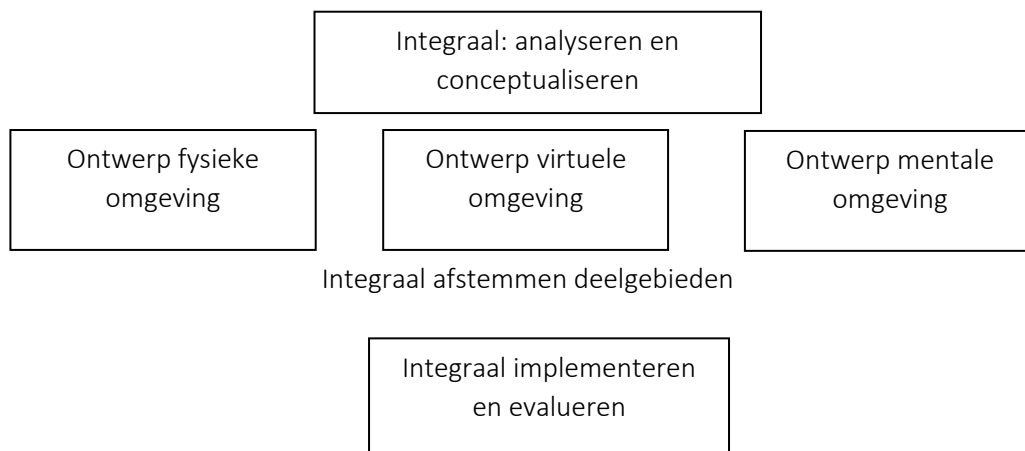 Integraal: analyseren en
conceptualiseren
Ontwerp fysieke
omgeving
Ontwerp virtuele
omgeving
Ontwerp mentale
omgeving
Integraal afstemmen deelgebieden
Integraal implementeren
en evalueren